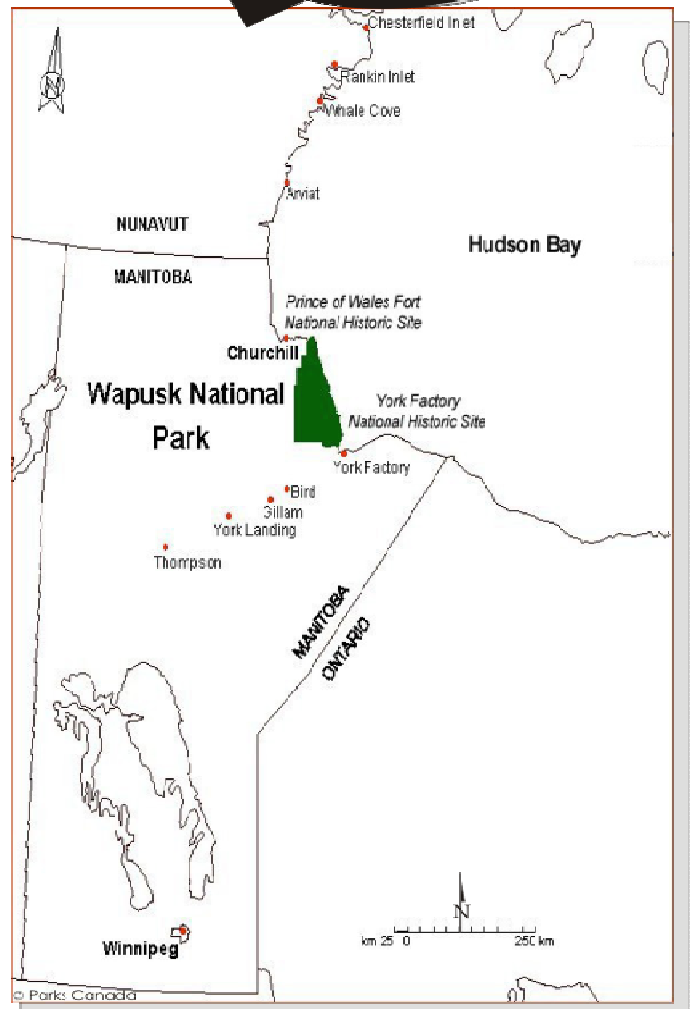 Chesterfield Inlet
N
Rankin Inlet
Whale Cove
Arviat
NUNAVUT
Hudson Bay
MANITOBA
Prince of Wales Fort
National Historic Site
Churchill
Wapusk National
Park
York Factory
National Historic Site
York Factory
Bird
Gillam
York Landing
Thompson
MANITOBA
ONTARIO
N
km 25 0 250 km
Winnipeg
© Parks Canada